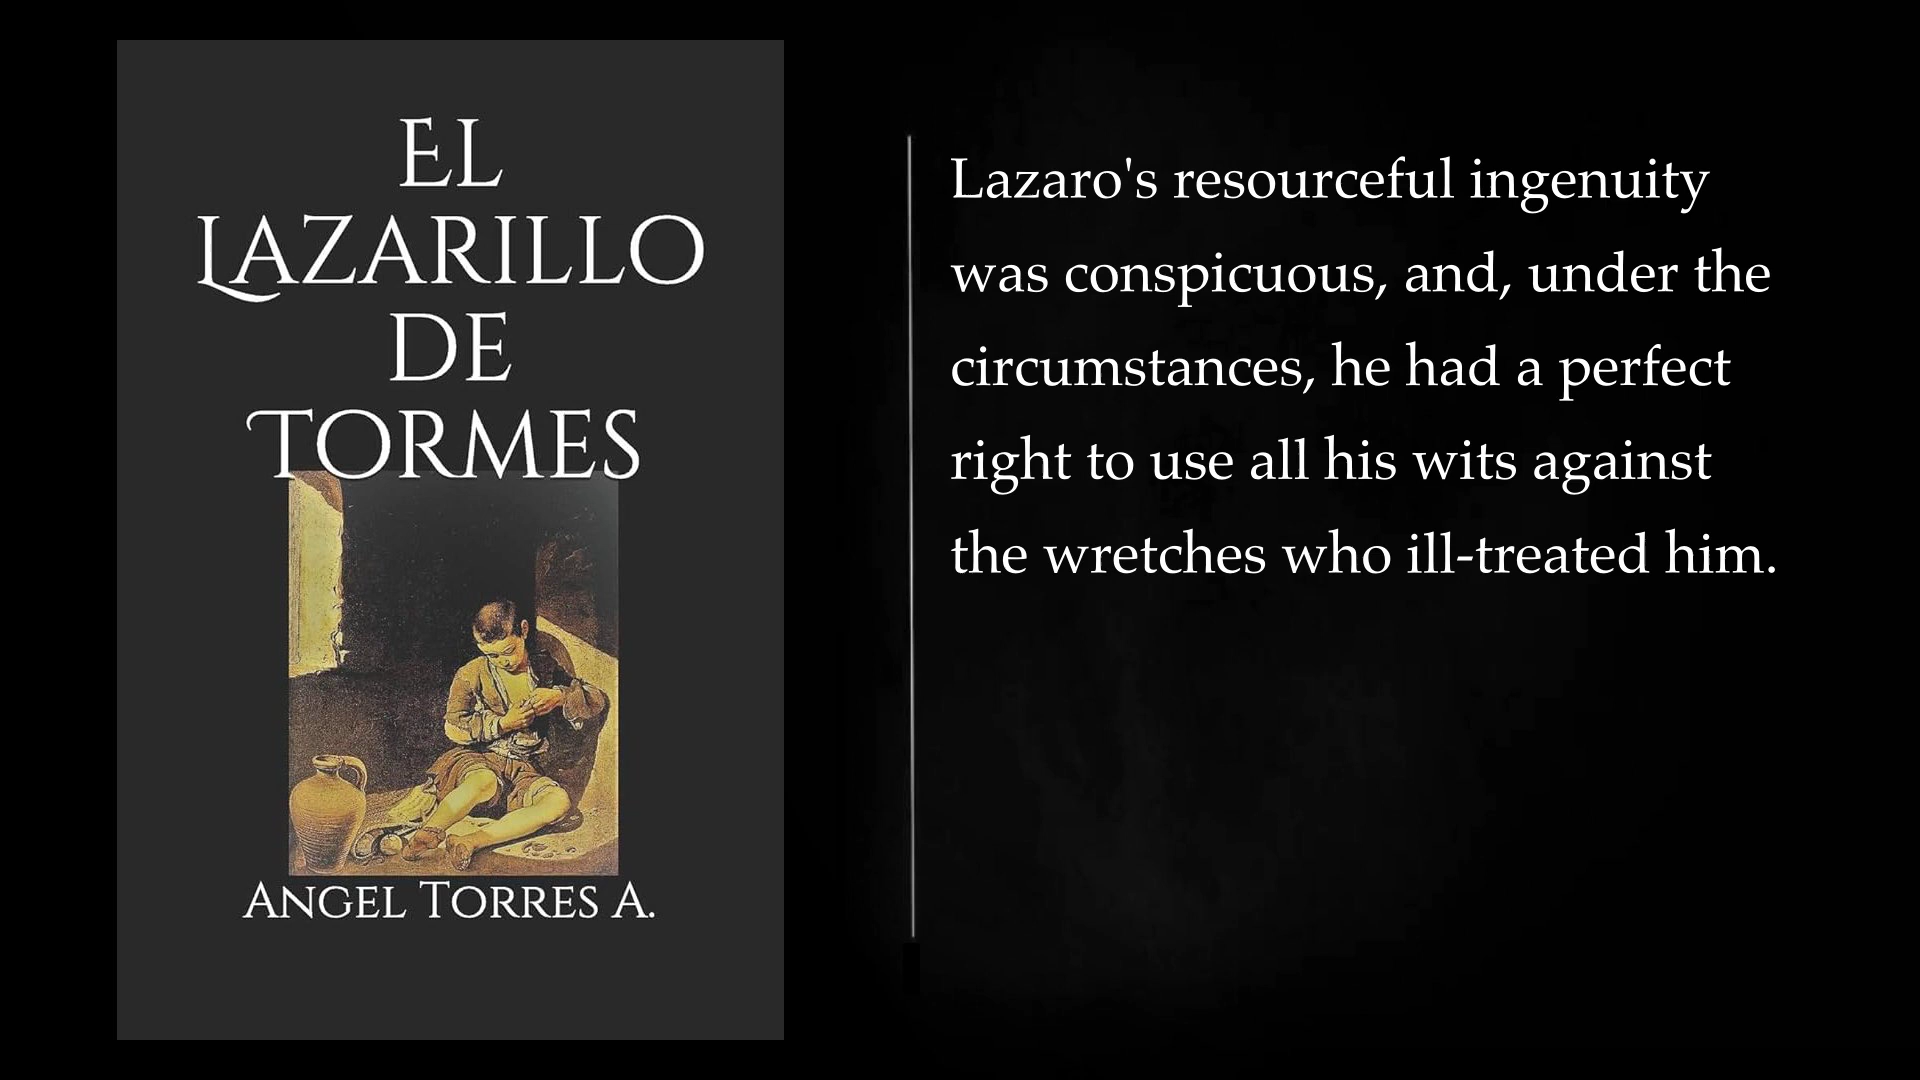 EL
LAZARILLO
DE
TORMES
ANGEL TORRES A.
Lazaro's resourceful ingenuity
was conspicuous, and, under the
circumstances, he had a perfect
right to use all his wits against
the wretches who ill-treated him.